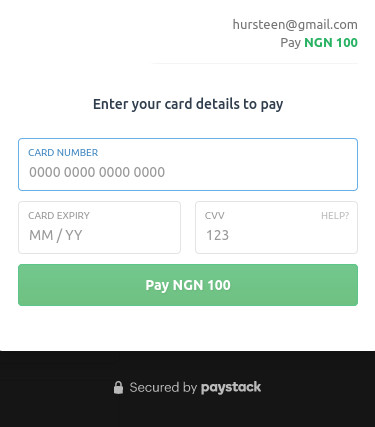 hursteen@gmail.com
Pay NGN 100
Enter your card details to pay
CARD NUMBER
0000 0000 0000 0000
CARD EXPIRY
MM / YY
CVV HELP?
123
Pay NGN 100
Secured by paystack